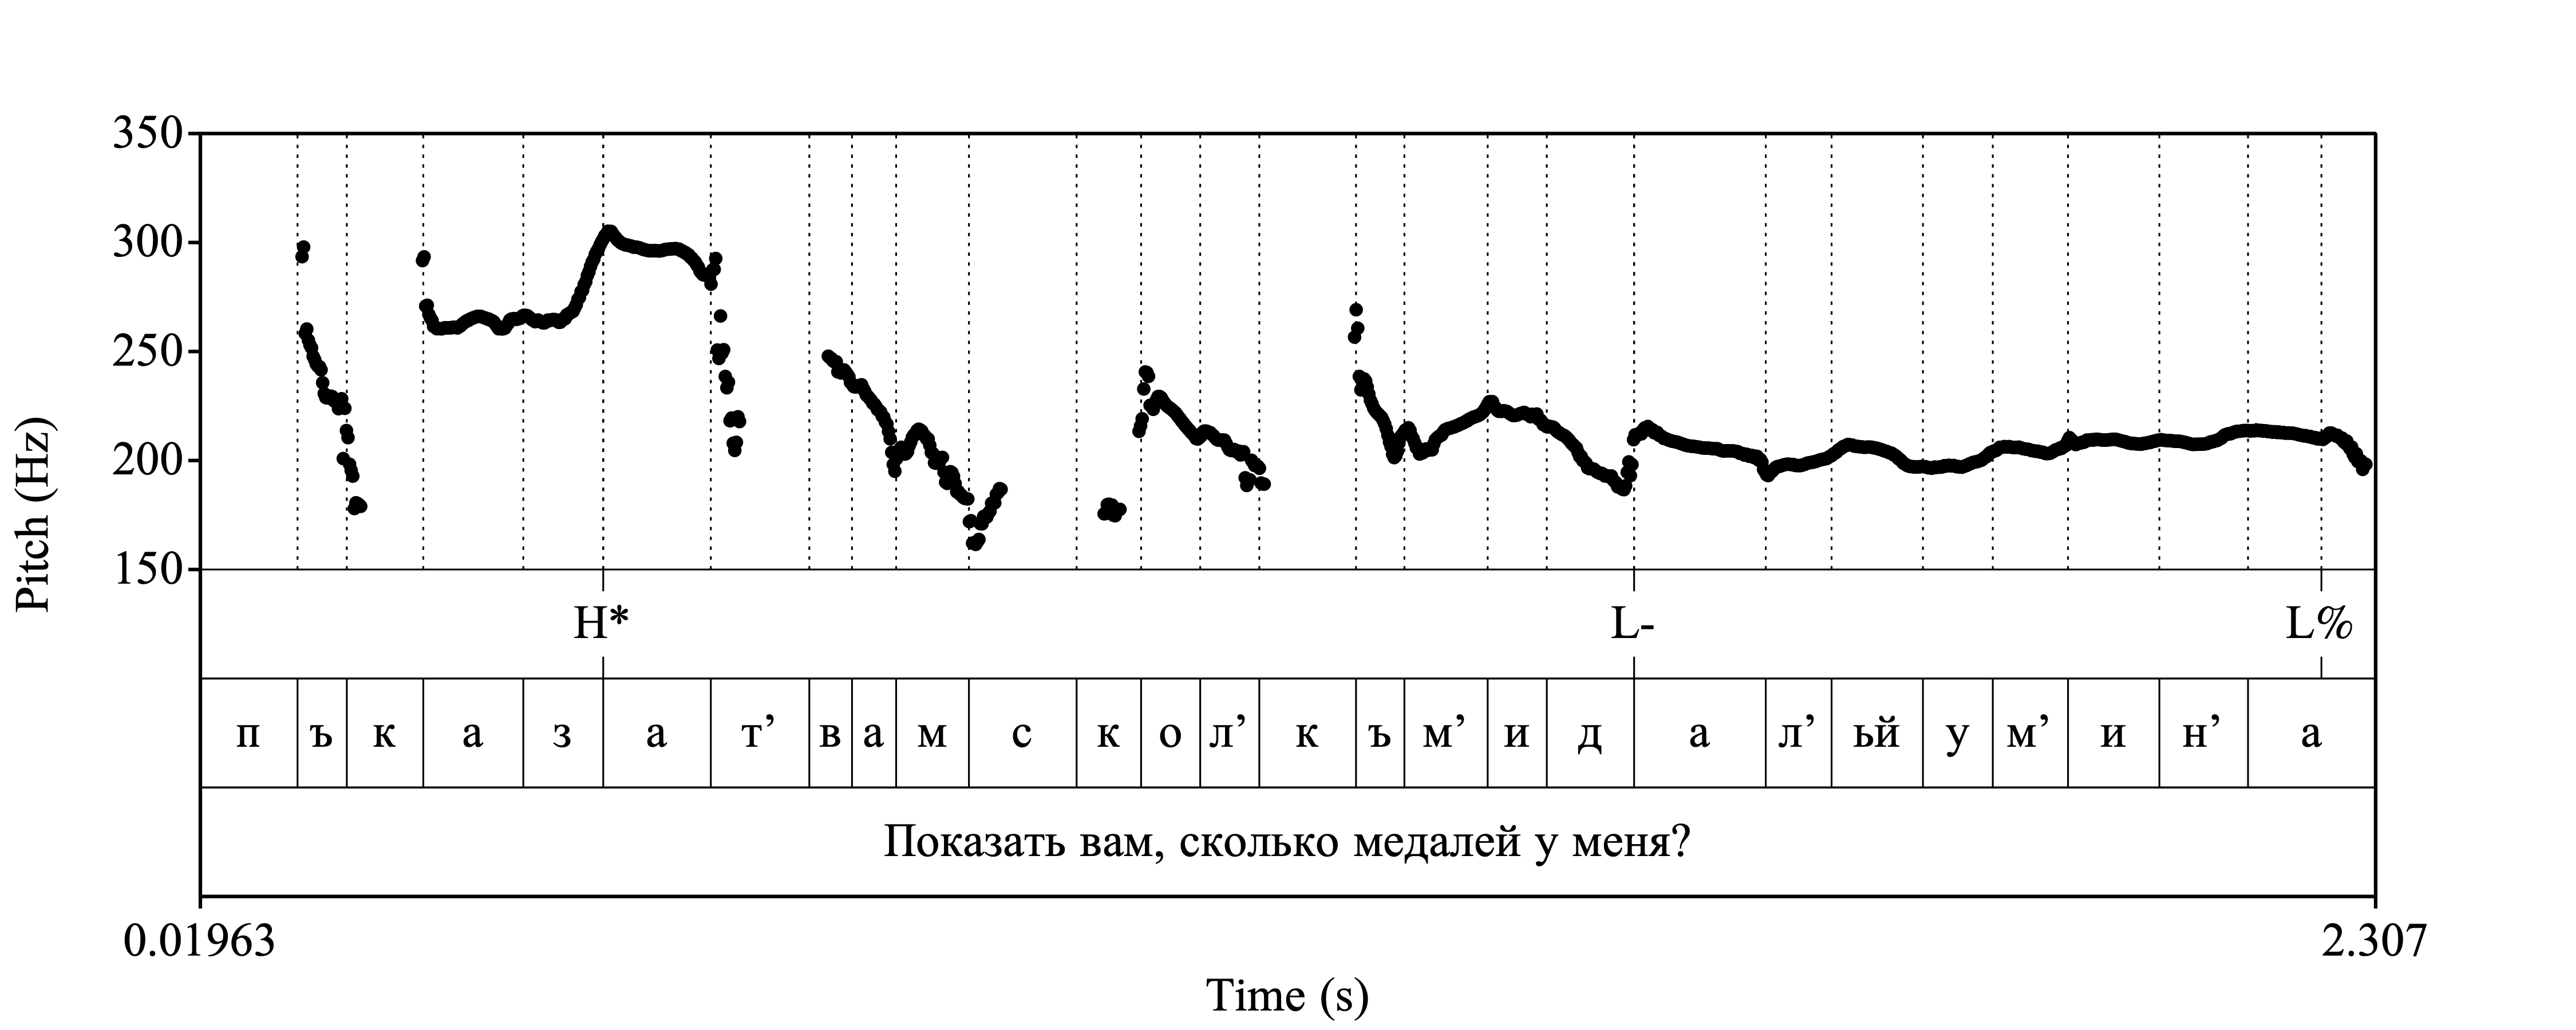 350
300
250
200
150
Pitch (Hz)
H* L- L%
п ъ к а з а т’ в а м с к о л’ к ъ м’ и д а л’ ьй у м’ и н’ а
Показать вам, сколько медалей у меня?
0.01963 2.307
Time (s)